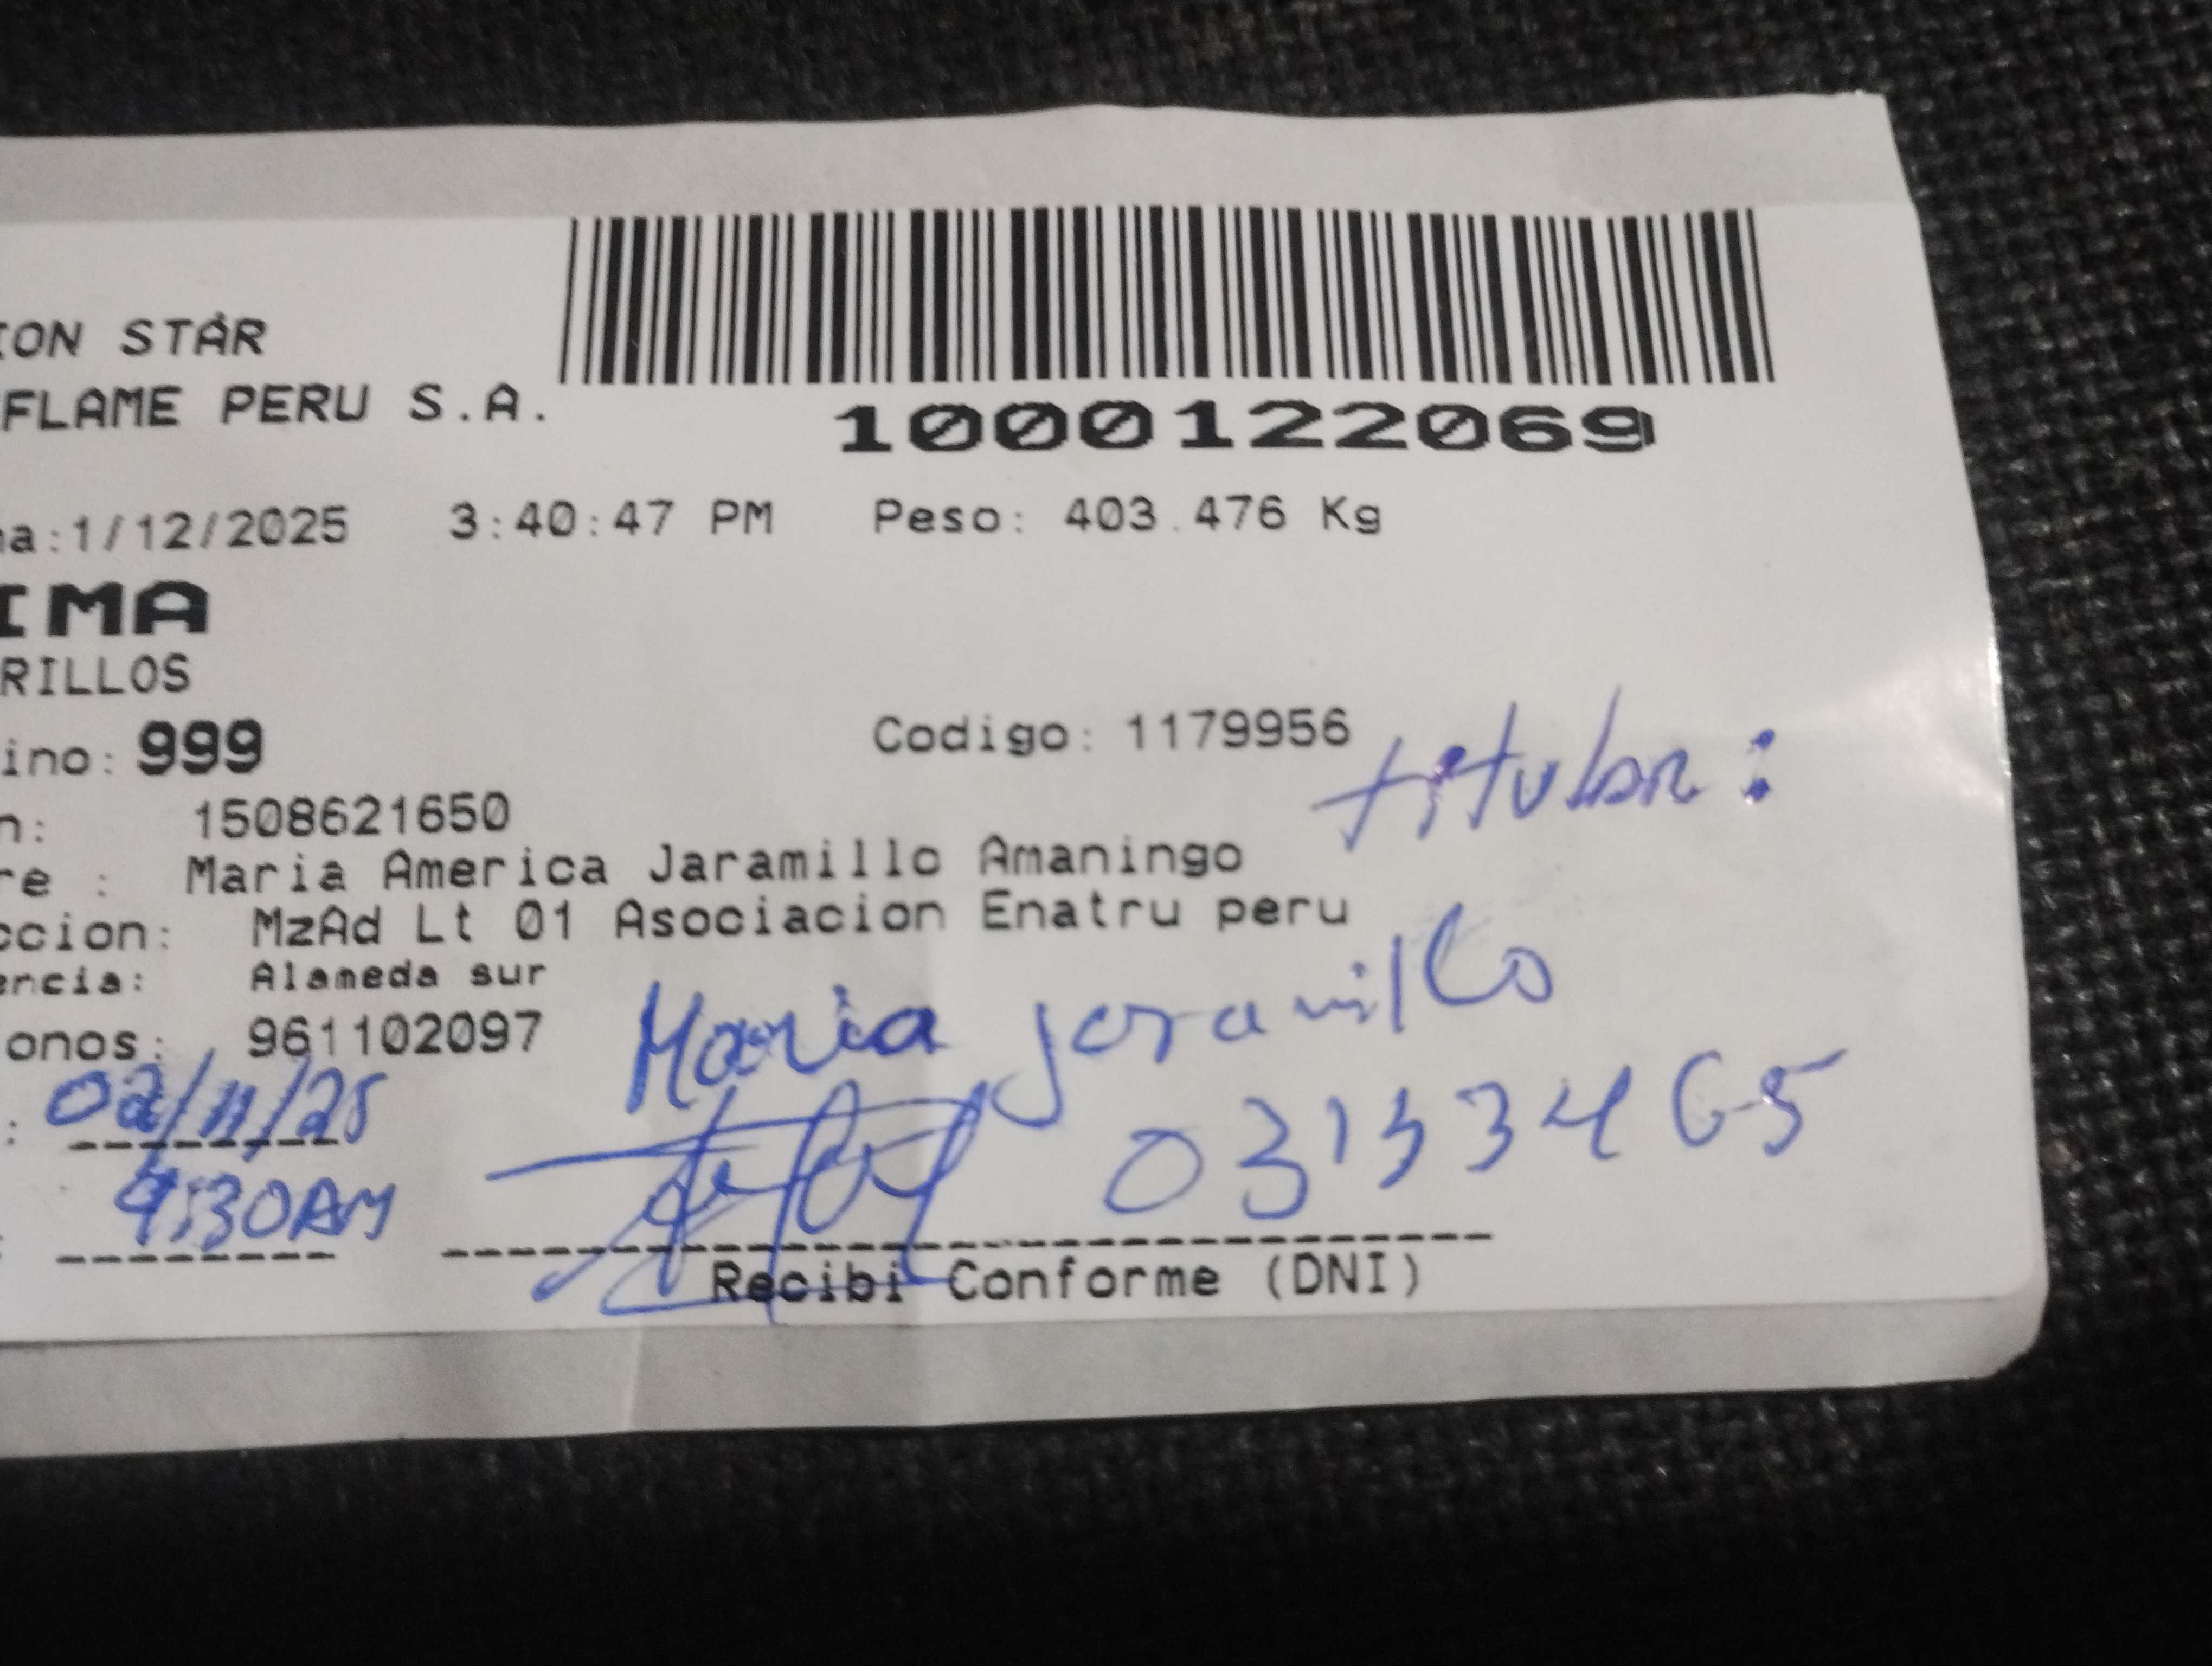 ION STAR
FLAME PERU S.A.
1000122069
a:1/12/2025 3:40:47 PM Peso: 403.476 Kg
IMA
RILLOS
ino: 999 Codigo: 1179956
titular:
n: 1508621650
re : Maria America Jaramillo Amaningo
ccion: MzAd Lt 01 Asociacion Enatru peru
encia: Alameda sur
onos: 961102097
Maria Jaramillo
: 02/11/25
03133465
:30AM
Recibi Conforme (DNI)